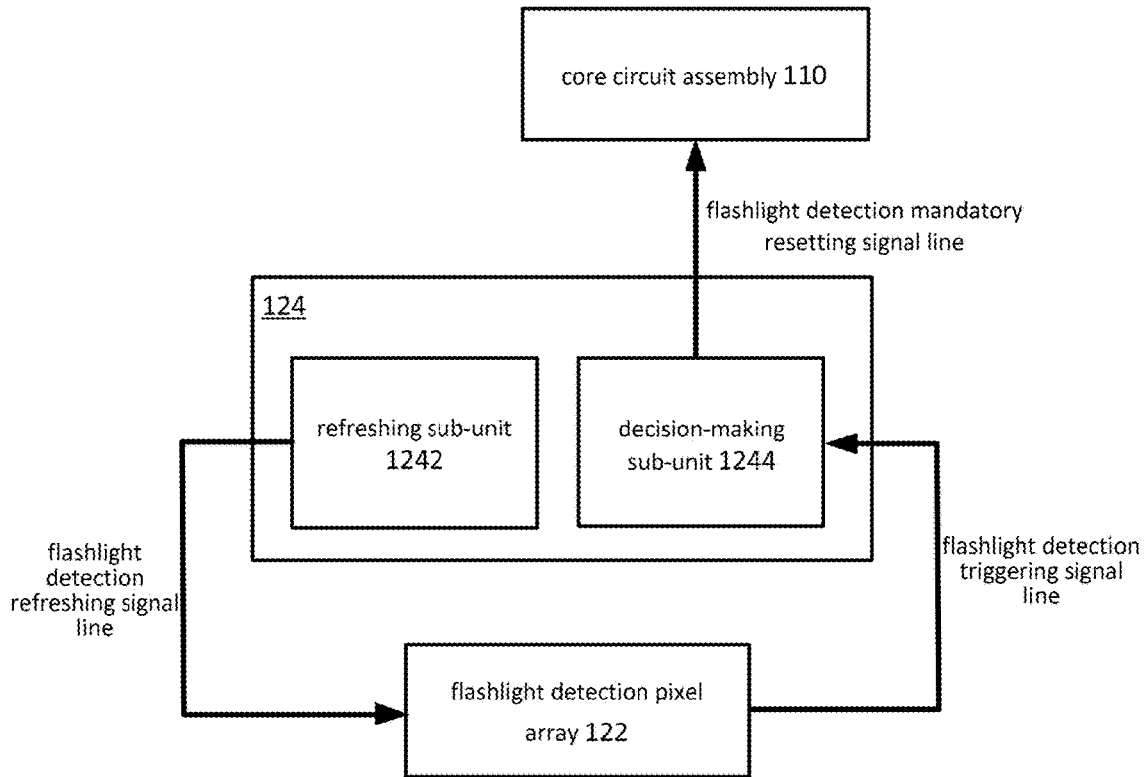 core circuit assembly 110
flashlight detection mandatory
resetting signal line
124
refreshing sub-unit
1242
decision-making
sub-unit 1244
flashlight
detection
refreshing signal
line
flashlight detection
triggering signal
line
flashlight detection pixel
array 122